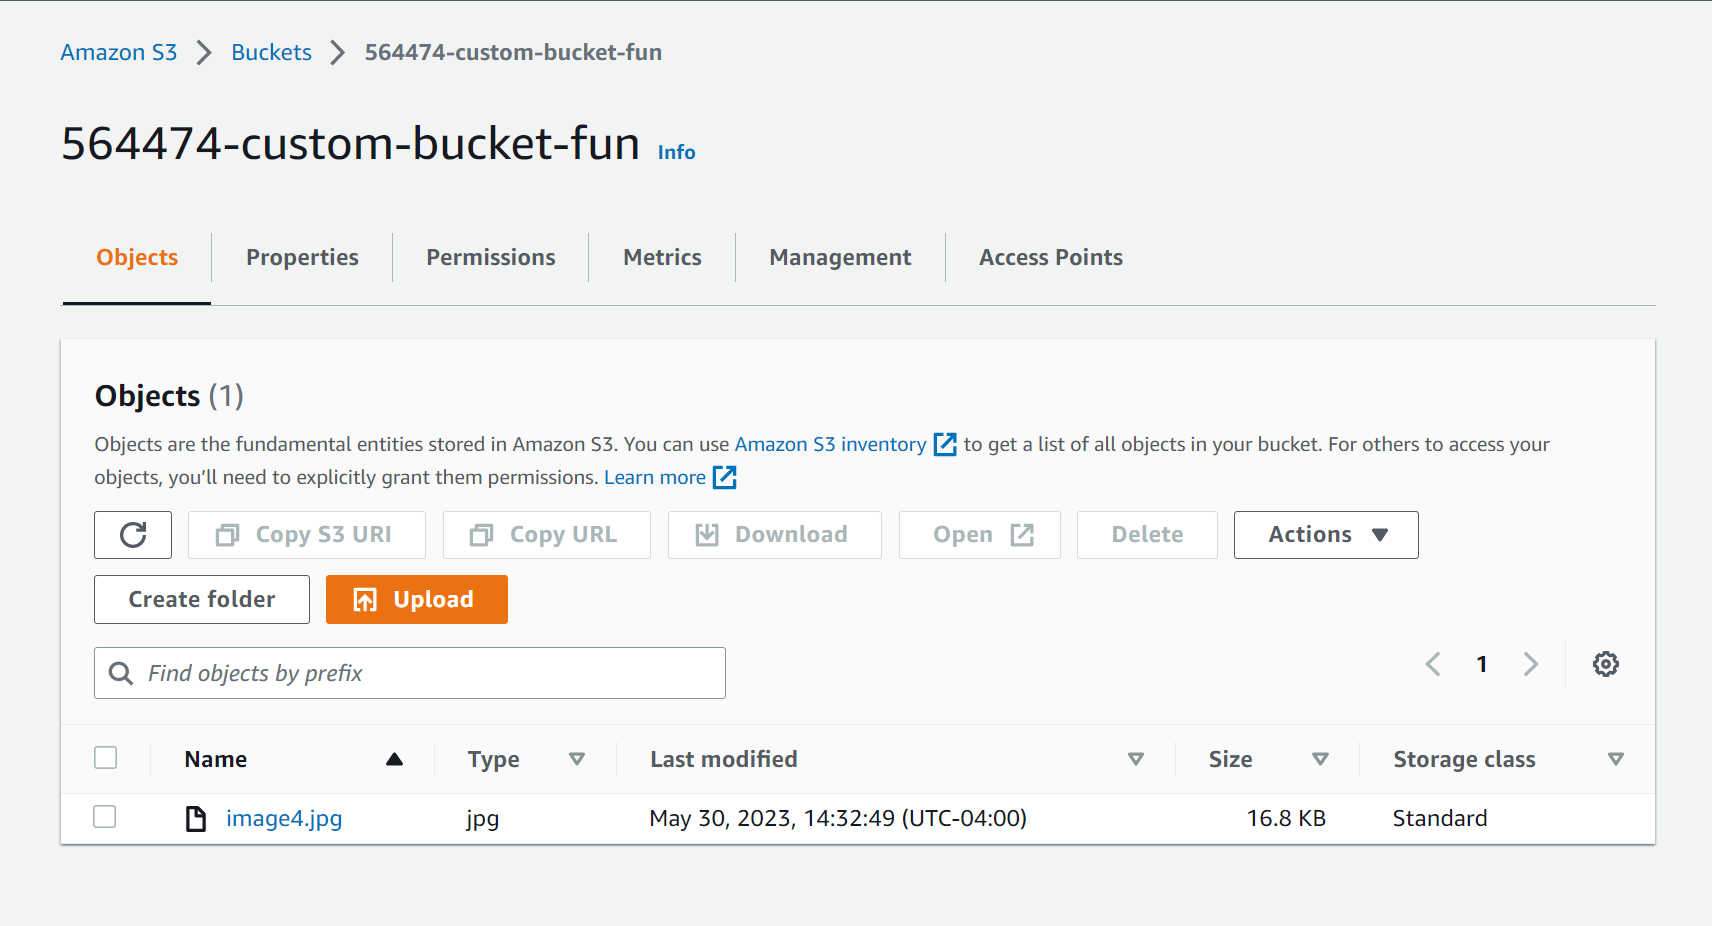 Amazon S3 Buckets 564474-custom-bucket-fun
564474-custom-bucket-fun Info
Objects Properties Permissions Metrics Management Access Points
Objects (1)
Objects are the fundamental entities stored in Amazon S3. You can use Amazon S3 inventory to get a list of all objects in your bucket. For others to access your
objects, you’ll need to explicitly grant them permissions. Learn more
Copy S3 URI Copy URL Download Open Delete Actions
Create folder Upload
Find objects by prefix 1
Name Type Last modified Size Storage class
image4.jpg jpg May 30, 2023, 14:32:49 (UTC-04:00) 16.8 KB Standard